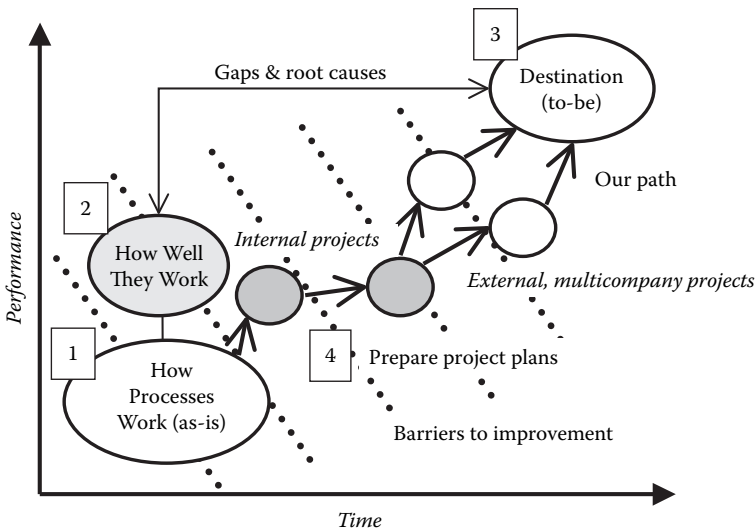 3
Gaps & root causes
Destination
(to-be)
Our path
2
How Well
They Work
Internal projects
External, multicompany projects
Performance
1
How
Processes
Work (as-is)
4
Prepare project plans
Barriers to improvement
Time